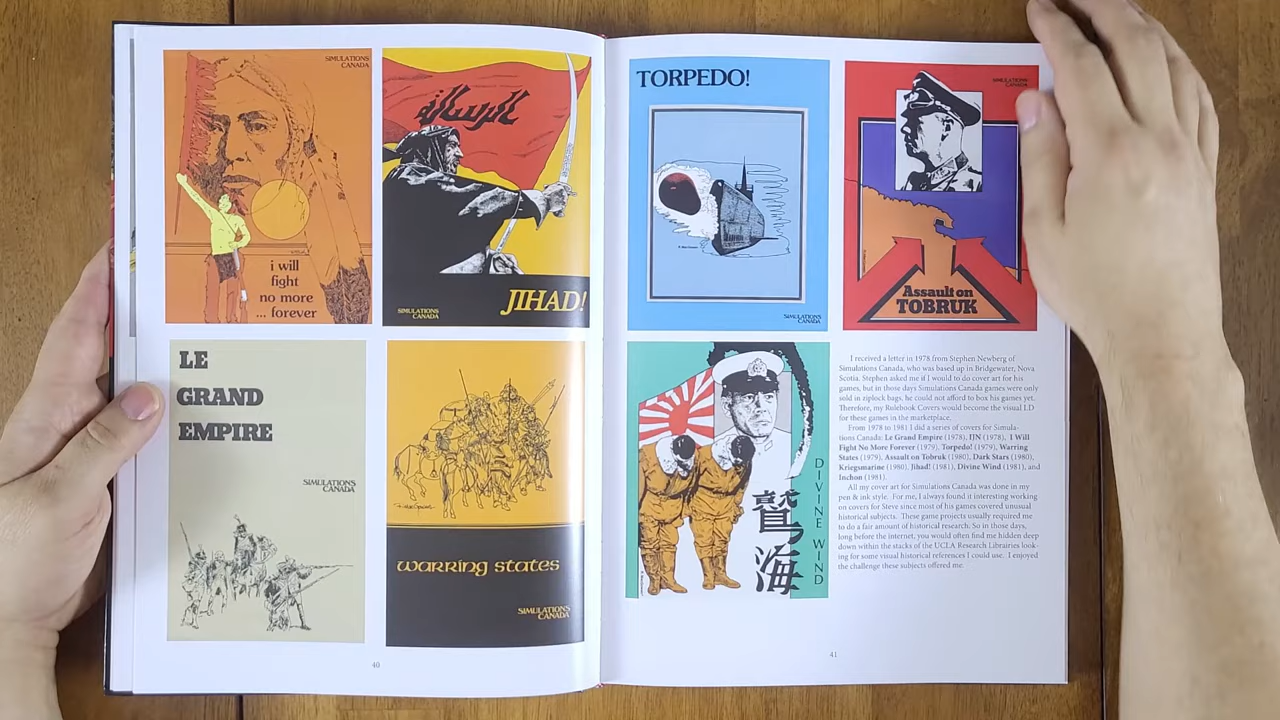 SIMULATIONS
CANADA
i will
fight
no more
... forever
JIHAD!
SIMULATIONS
CANADA
LE
GRAND
EMPIRE
SIMULATIONS
CANADA
warring states
SIMULATIONS
CANADA
40
TORPEDO!
SIMULATIONS
CANADA
SIMULATIONS
CANADA
Assault on
TOBRUK
DIVINE WIND
鷲
海
I received a letter in 1978 from Stephen Newberg of
Simulations Canada, who was based up in Bridgewater, Nova
Scotia. Stephen asked me if I would to do cover art for his
games, but in those days Simulations Canada games were only
sold in ziplock bags, he could not afford to box his games yet.
Therefore, my Rulebook Covers would become the visual I.D
for these games in the marketplace.
From 1978 to 1981 I did a series of covers for Simula-
tions Canada: Le Grand Empire (1978), IJN (1978), I Will
Fight No More Forever (1979), Torpedo! (1979), Warring
States (1979), Assault on Tobruk (1980), Dark Stars (1980),
Kriegsmarine (1980), Jihad! (1981), Divine Wind (1981), and
Inchon (1981).
All my cover art for Simulations Canada was done in my
pen & ink style. For me, I always found it interesting working
on covers for Steve since most of his games covered unusual
historical subjects. These game projects usually required me
to do a fair amount of historical research. So in those days,
long before the internet, you would often find me hidden deep
down within the stacks of the UCLA Research Librairies look-
ing for some visual historical references I could use. I enjoyed
the challenge these subjects offered me.
41